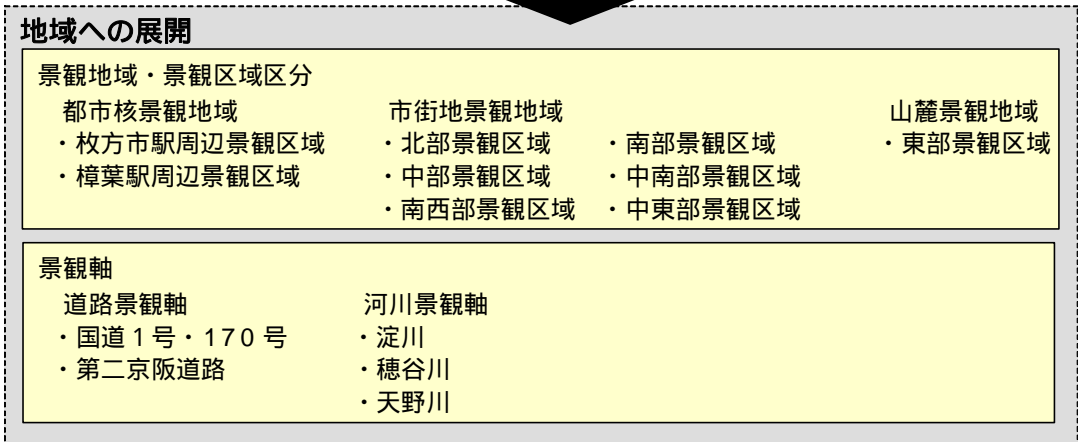 地域への展開
景観地域・景観区域区分
都市核景観地域　市街地景観地域　山麓景観地域
・枚方市駅周辺景観区域　・北部景観区域　・南部景観区域　・東部景観区域
・樟葉駅周辺景観区域　・中部景観区域　・中南部景観区域
・南西部景観区域　・中東部景観区域
景観軸
道路景観軸　河川景観軸
・国道１号・170 号　・淀川
・第二京阪道路　・穂谷川
・天野川